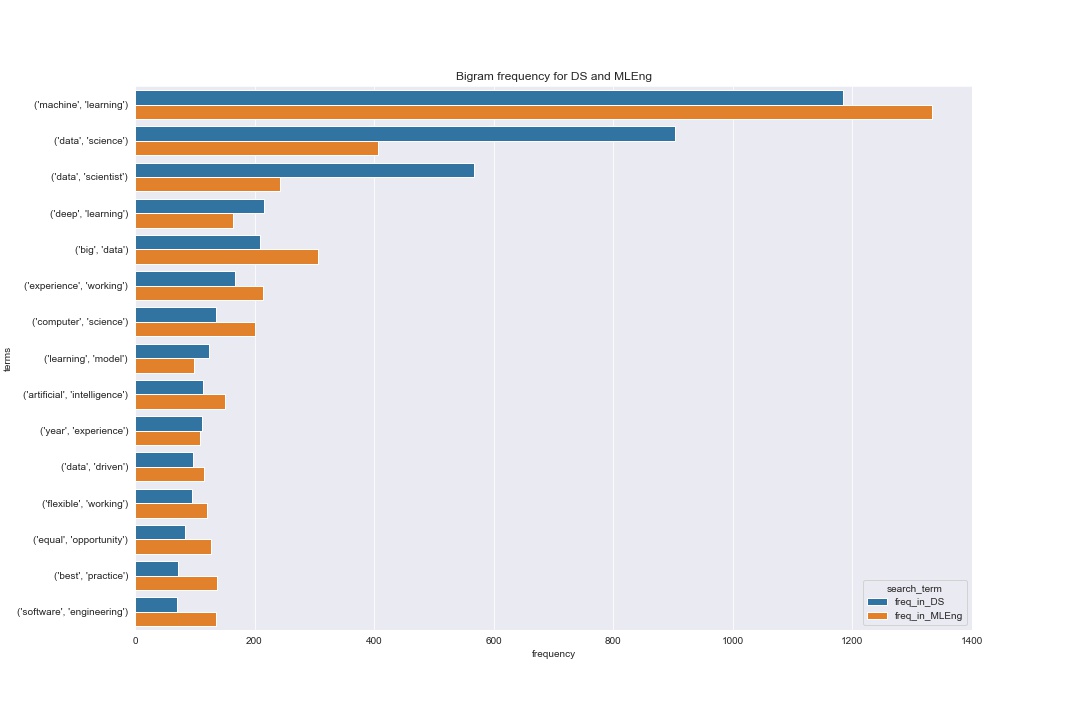 Bigram frequency for DS and MLEng
('machine', 'learning')
('data', 'science')
('data', 'scientist')
('deep', 'learning')
('big', 'data')
('experience', 'working')
('computer', 'science')
('learning', 'model')
('artificial', 'intelligence')
('year', 'experience')
('data', 'driven')
('flexible', 'working')
('equal', 'opportunity')
('best', 'practice')
('software', 'engineering')
terms
search_term
freq_in_DS
freq_in_MLEng
0 200 400 600 800 1000 1200 1400
frequency